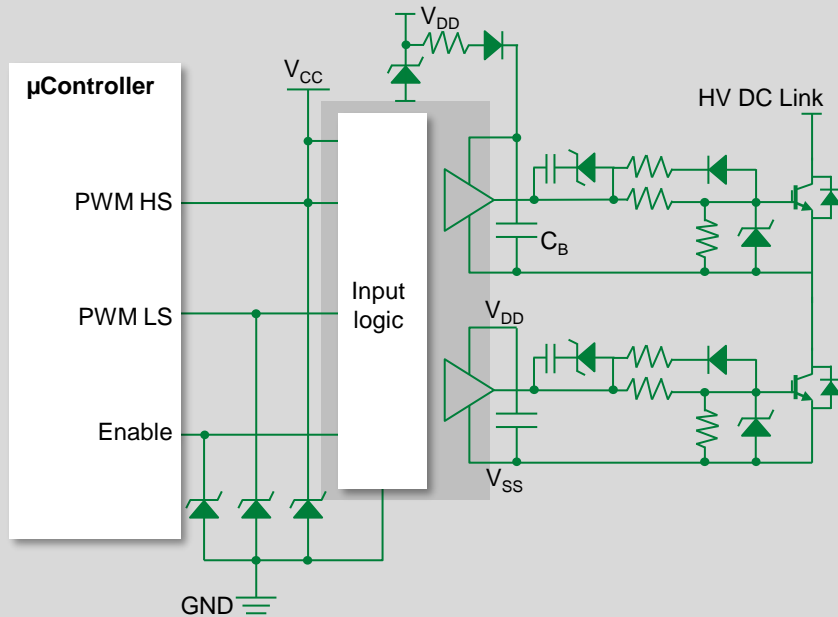 V_DD
µController
V_CC
HV DC Link
PWM HS
C_B
Input
logic
PWM LS
V_DD
Enable
V_SS
GND